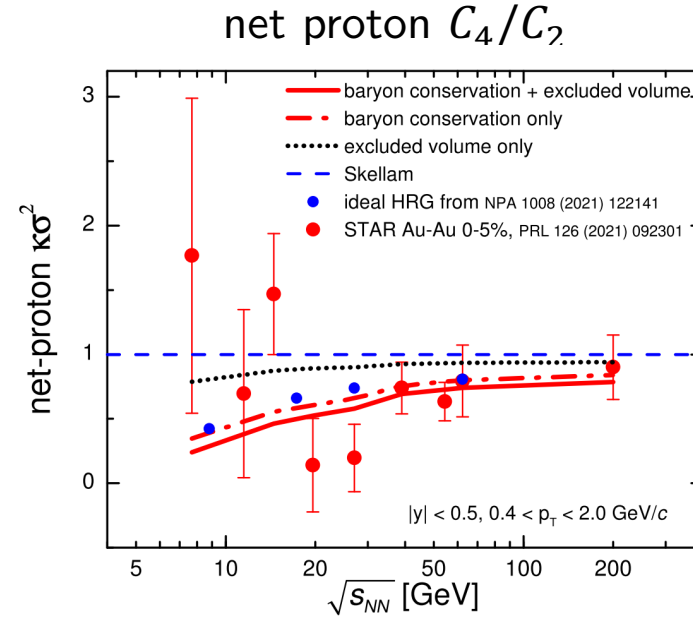 net proton C₄/C₂
baryon conservation + excluded volume
baryon conservation only
excluded volume only
Skellam
ideal HRG from NPA 1008 (2021) 122141
STAR Au-Au 0-5%, PRL 126 (2021) 092301
net-proton κσ²
3
2
1
0
|y| < 0.5, 0.4 < p_T < 2.0 GeV/c
5 10 20 50 100 200
√s_NN [GeV]